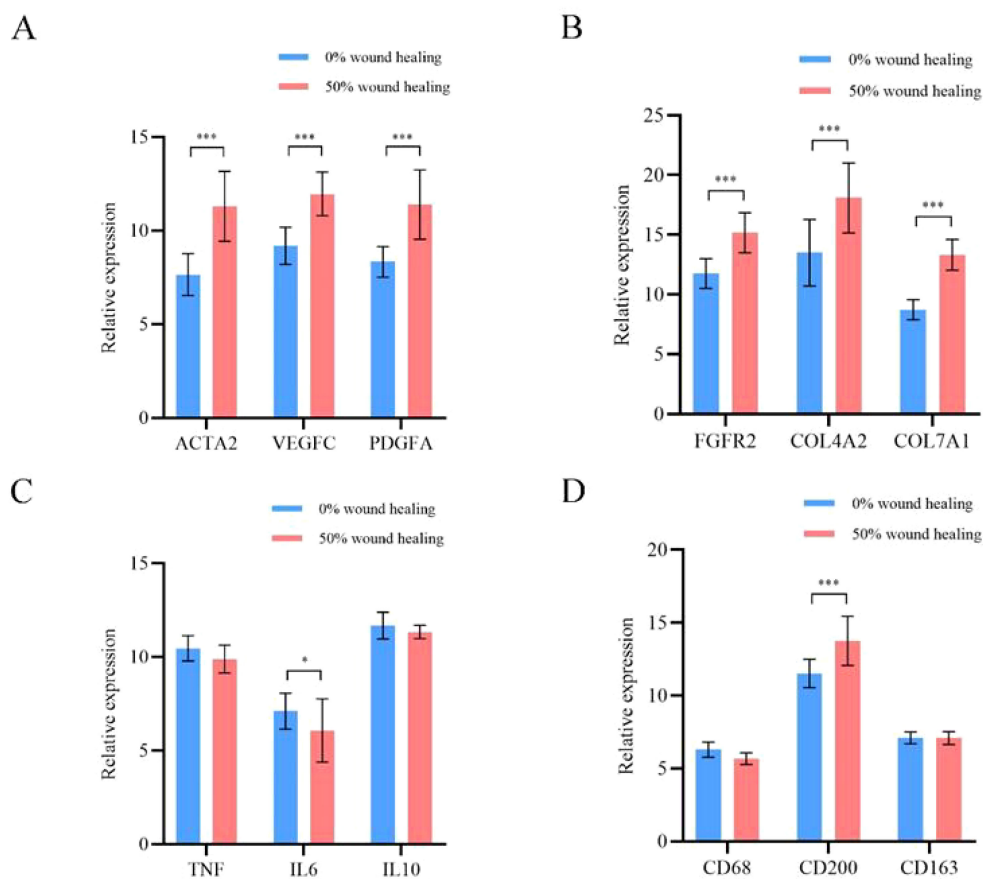 A
0% wound healing
50% wound healing
Relative expression
15
10
5
0
***
***
***
ACTA2
VEGFC
PDGFA
B
0% wound healing
50% wound healing
Relative expression
25
20
15
10
5
0
***
***
***
FGFR2
COL4A2
COL7A1
C
0% wound healing
50% wound healing
Relative expression
15
10
5
0
*
TNF
IL6
IL10
D
0% wound healing
50% wound healing
Relative expression
20
15
10
5
0
***
CD68
CD200
CD163